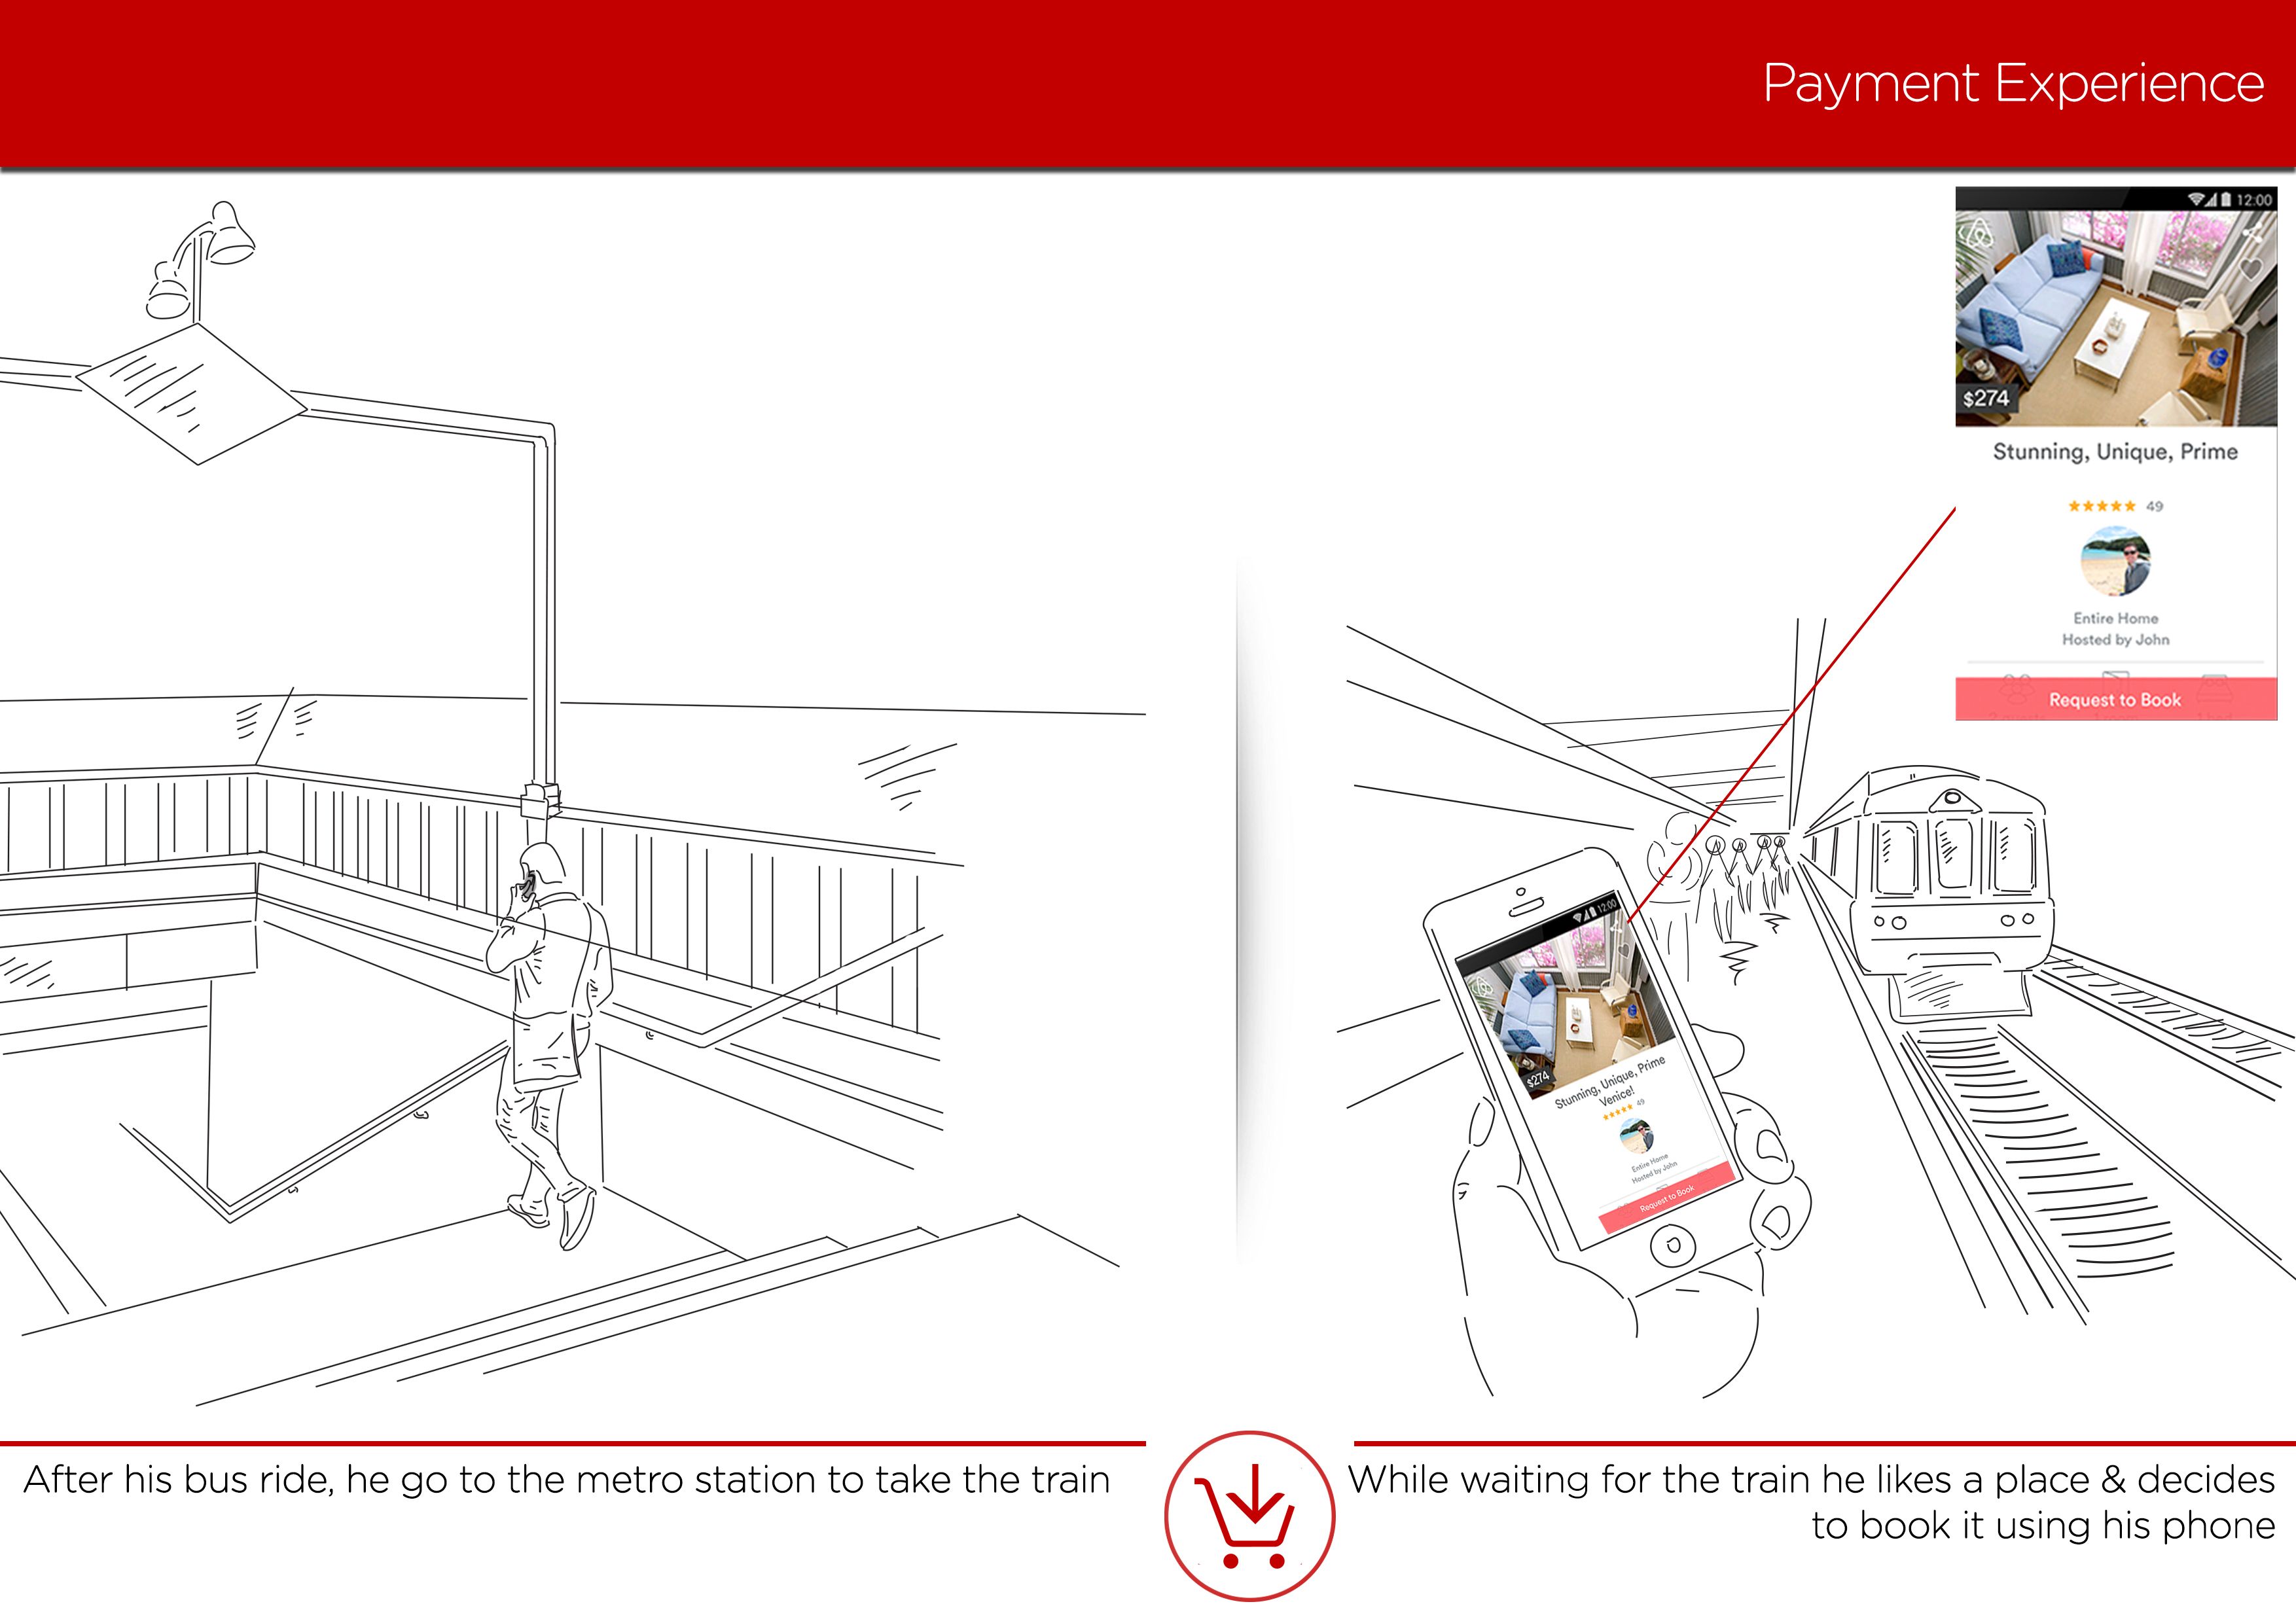 Payment Experience
12:00
$274
Stunning, Unique, Prime
49
Entire Home
Hosted by John
Request to Book
12:00
$274
Stunning, Unique, Prime
Venice!
49
Entire Home
Hosted by John
Request to Book
After his bus ride, he go to the metro station to take the train
While waiting for the train he likes a place & decides
to book it using his phone